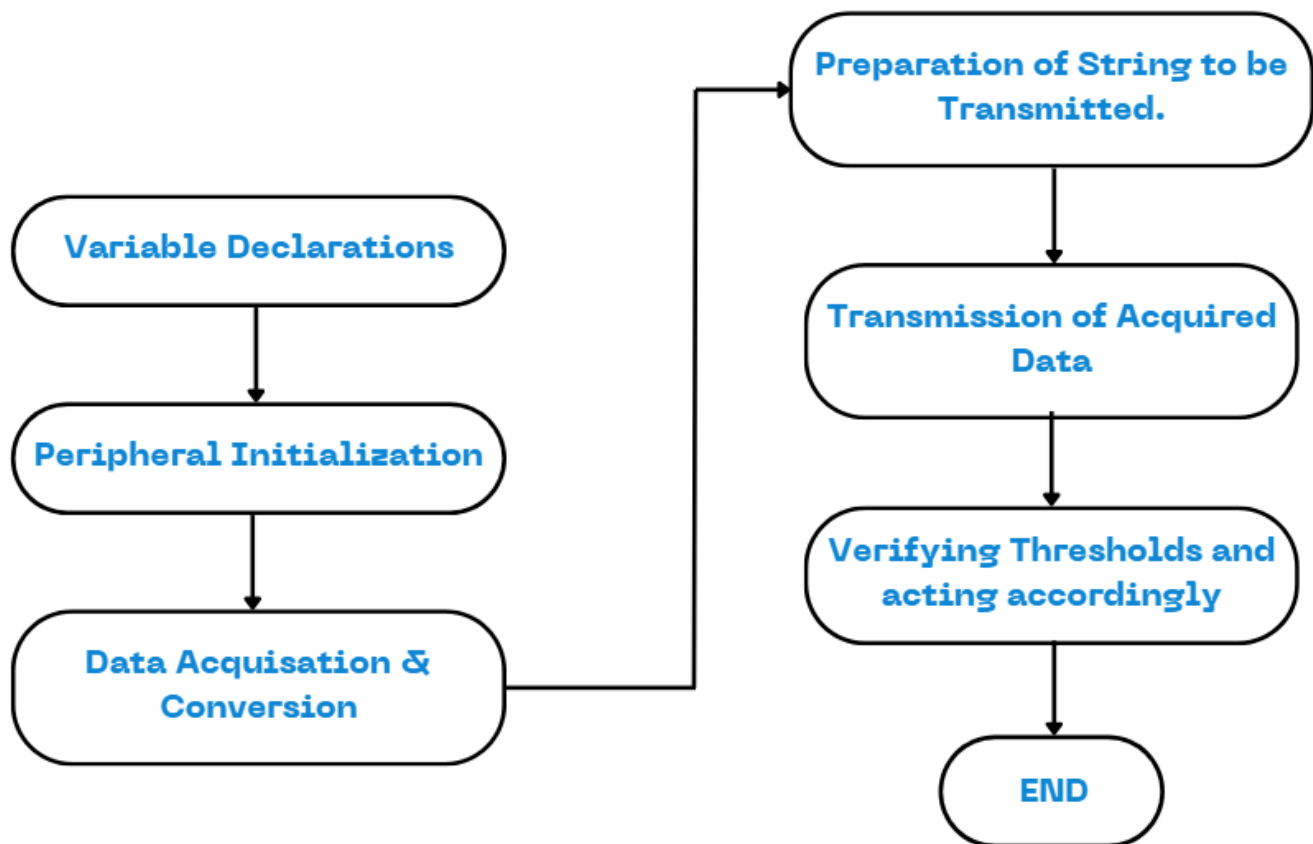 Variable Declarations
Peripheral Initialization
Data Acquisation &
Conversion
Preparation of String to be
Transmitted.
Transmission of Acquired
Data
Verifying Thresholds and
acting accordingly
END